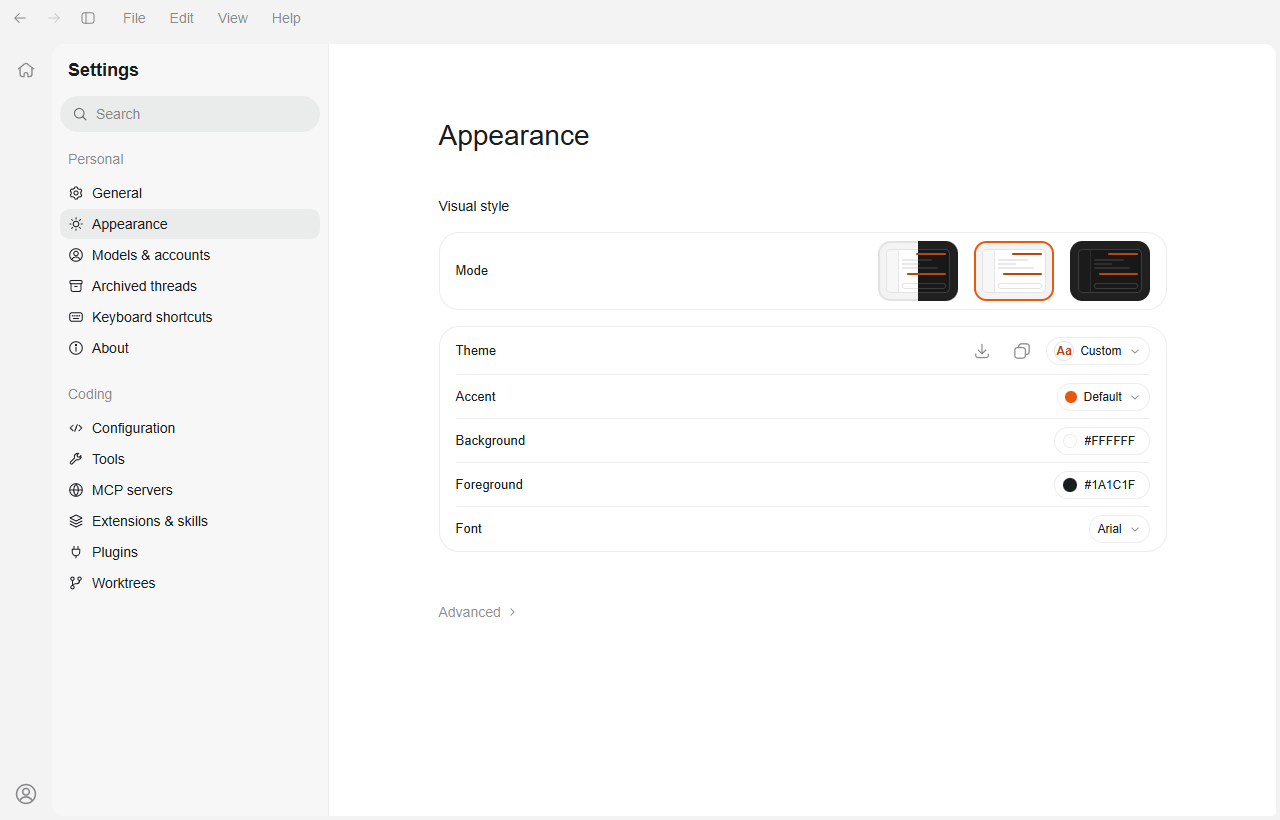 File Edit View Help
Settings
Search
Personal
General
Appearance
Models & accounts
Archived threads
Keyboard shortcuts
About
Coding
Configuration
Tools
MCP servers
Extensions & skills
Plugins
Worktrees
Appearance
Visual style
Mode
Theme Aa Custom
Accent Default
Background #FFFFFF
Foreground #1A1C1F
Font Arial
Advanced